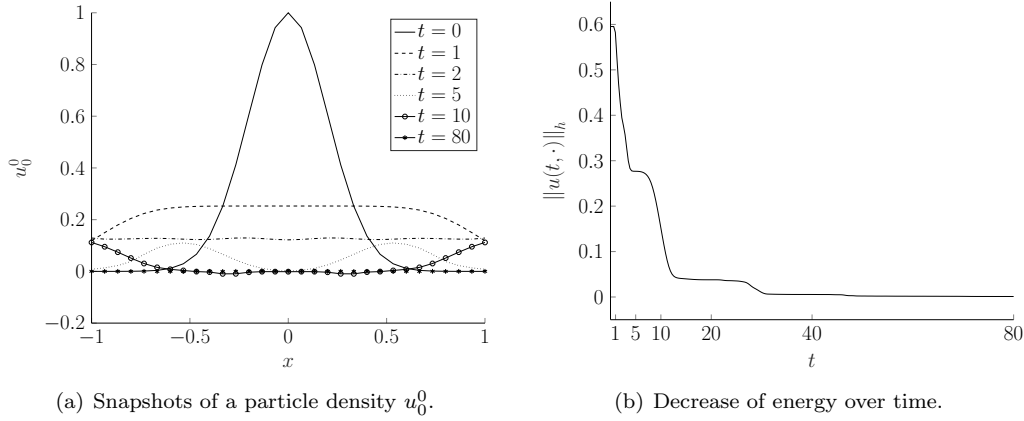 1
0.8
0.6
0.4
0.2
0
−0.2
−1
−0.5
0
0.5
1
x
u_0^0
t = 0
t = 1
t = 2
t = 5
t = 10
t = 80
(a) Snapshots of a particle density u_0^0.
0.6
0.5
0.4
0.3
0.2
0.1
0
1 5 10 20 40 80
t
||u(t, ·)||_h
(b) Decrease of energy over time.